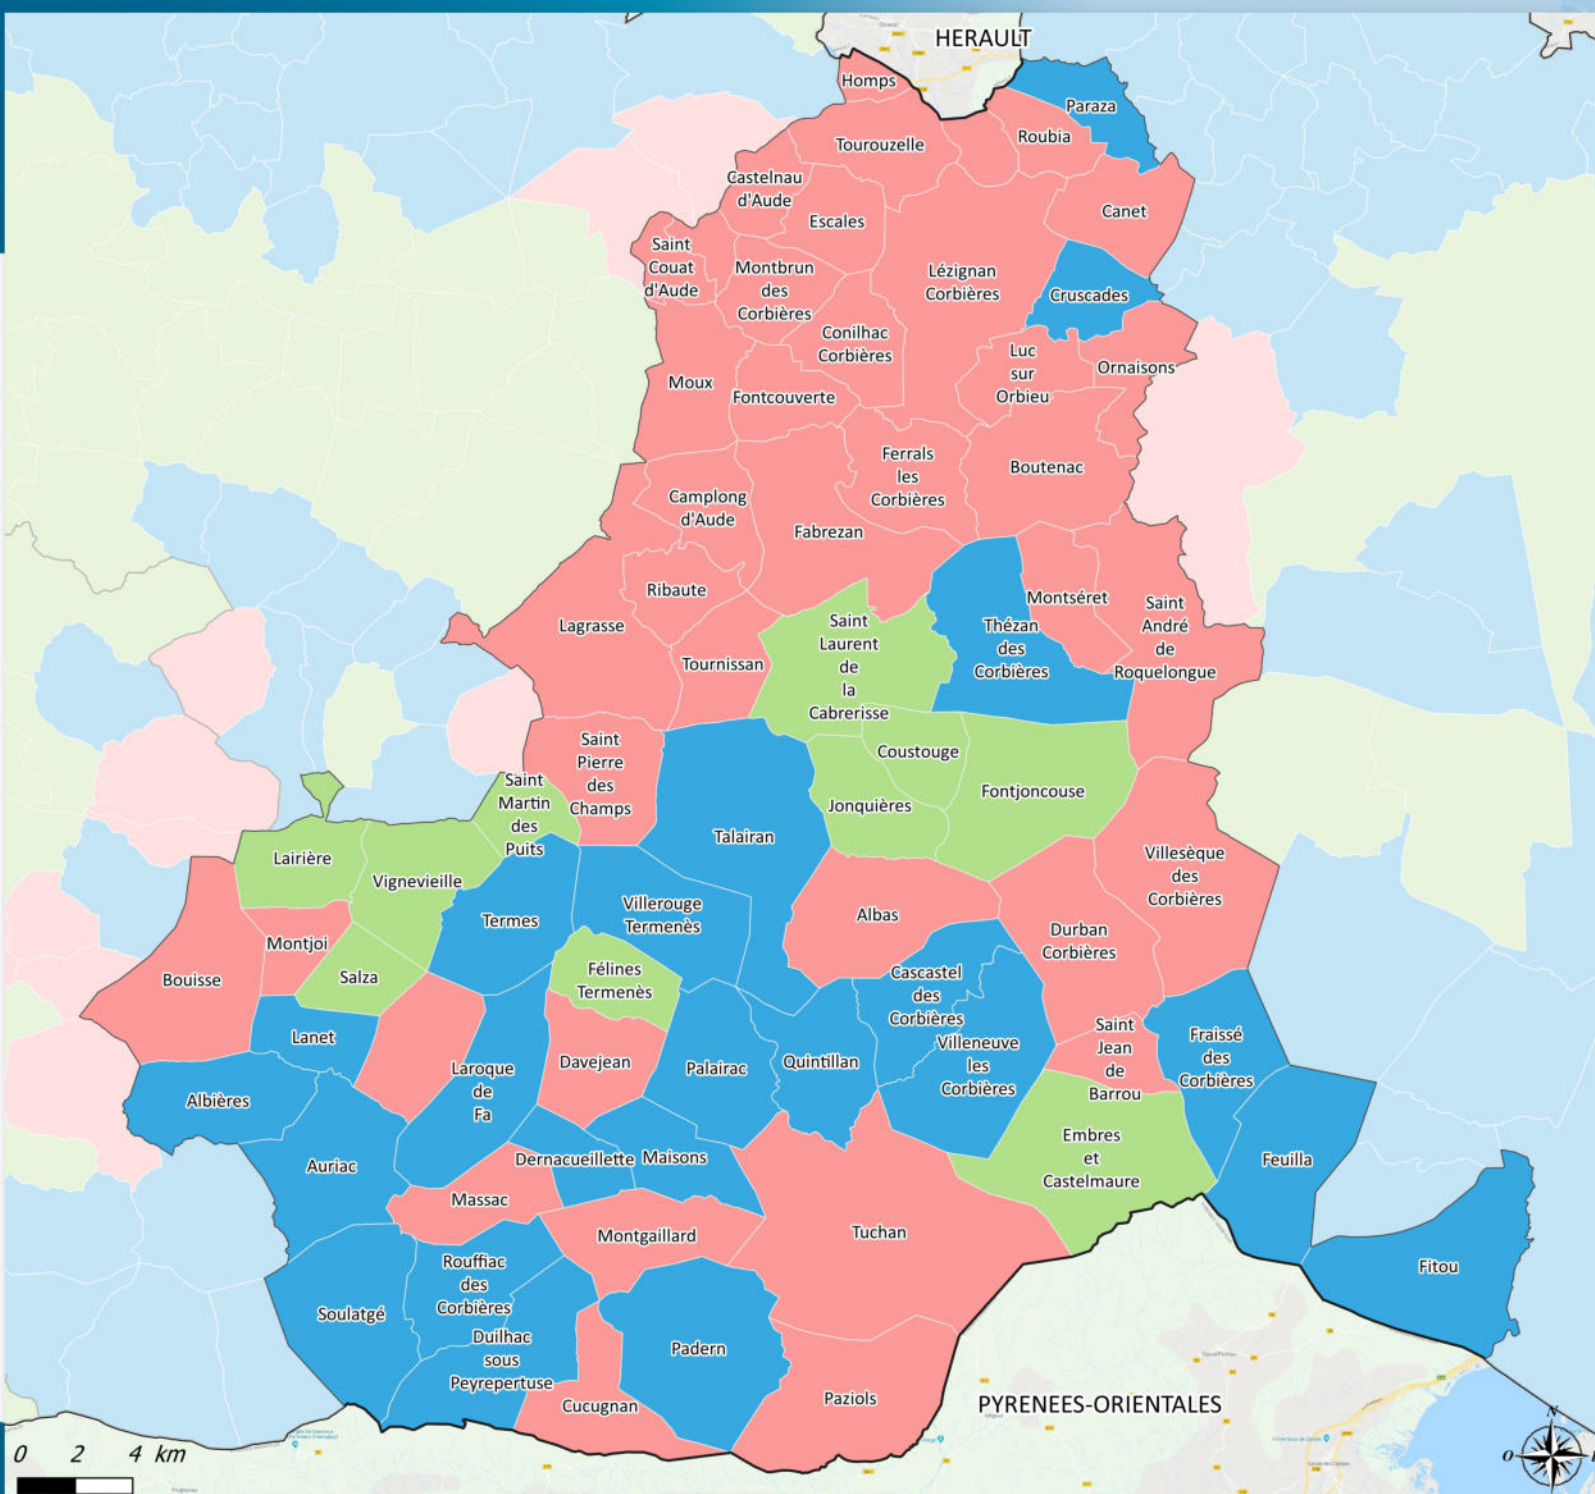 HERAULT
Homps
Paraza
Roubia
Tourouzelle
Castelnau
d'Aude
Canet
Escales
Saint
Couat
d'Aude
Montbrun
des
Corbières
Lézignan
Corbières
Cruscades
Conilhac
Corbières
Luc
sur
Orbieu
Ornaisons
Moux
Fontcouverte
Ferrals
les
Corbières
Boutenac
Camplong
d'Aude
Fabrezan
Ribaute
Montséret
Saint
André
de
Roquelongue
Lagrasse
Saint
Laurent
de
la
Cabrerisse
Thézan
des
Corbières
Tournissan
Saint
Pierre
des
Champs
Coustouge
Saint
Martin
des
Puits
Fontjoncouse
Jonquières
Talairan
Lairière
Vignevieille
Villesèque
des
Corbières
Villerouge
Termenès
Albas
Termes
Durban
Corbières
Montjoi
Bouisse
Salza
Félines
Termenès
Cascastel
des
Corbières
Lanet
Saint
Jean
de
Barrou
Fraissé
des
Corbières
Villeneuve
les
Corbières
Laroque
de
Fa
Davejean
Palairac
Quintillan
Albières
Embres
et
Castelmaure
Auriac
Dernacueillette
Maisons
Feuilla
Massac
Montgaillard
Tuchan
Rouffiac
des
Corbières
Fitou
Soulatgé
Duilhac
sous
Peyrepertuse
Padern
Cucugnan
Paziols
PYRENEES-ORIENTALES
0 2 4 km
N
O